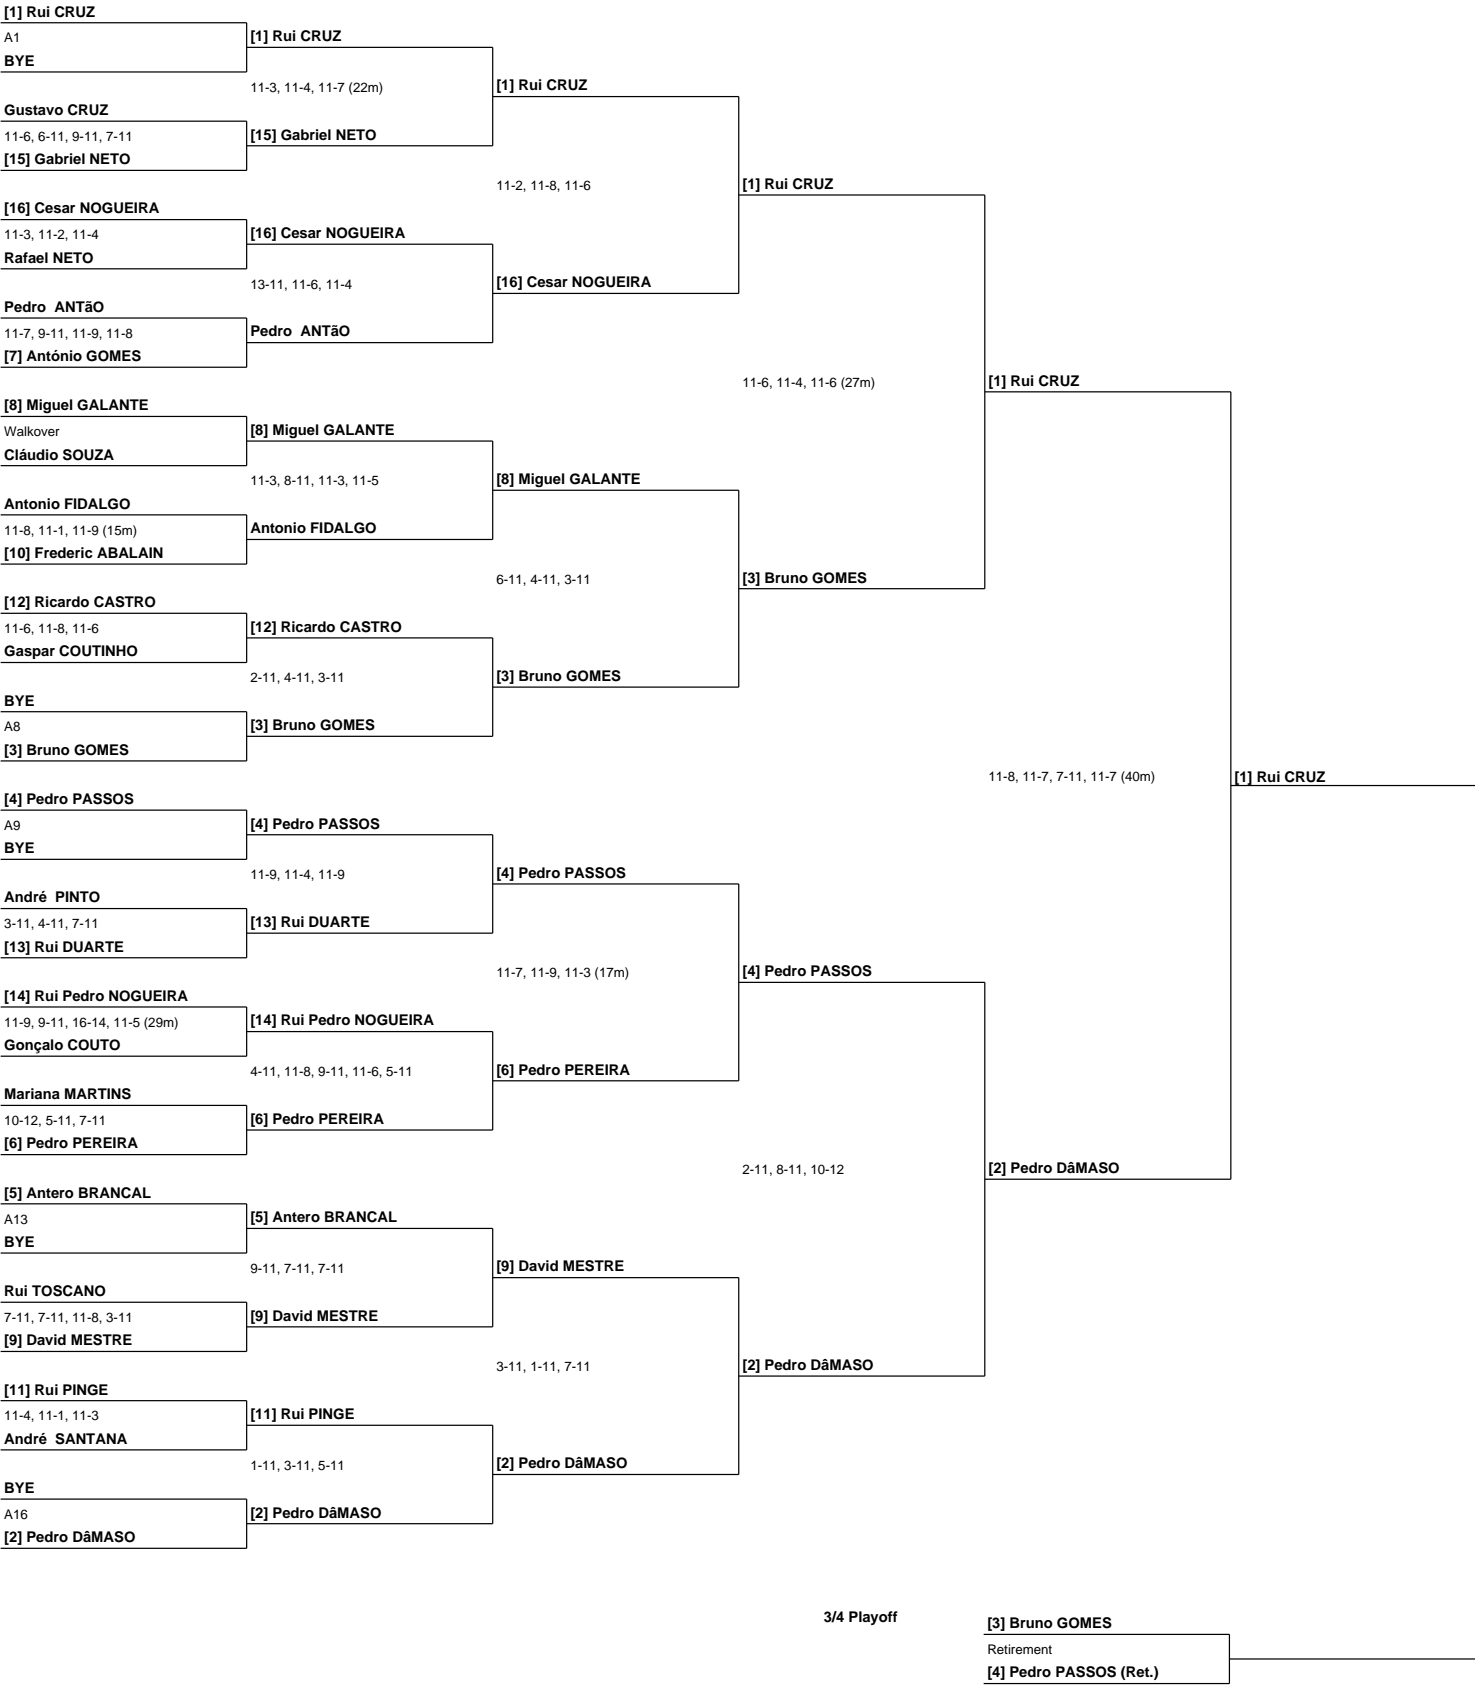 [1] Rui CRUZ
A1
BYE
Gustavo CRUZ
11-6, 6-11, 9-11, 7-11
[15] Gabriel NETO
[16] Cesar NOGUEIRA
11-3, 11-2, 11-4
Rafael NETO
Pedro  ANTãO
11-7, 9-11, 11-9, 11-8
[7] António GOMES
[8] Miguel GALANTE
Walkover
Cláudio SOUZA
Antonio FIDALGO
11-8, 11-1, 11-9 (15m)
[10] Frederic ABALAIN
[12] Ricardo CASTRO
11-6, 11-8, 11-6
Gaspar COUTINHO
BYE
A8
[3] Bruno GOMES
[4] Pedro PASSOS
A9
BYE
André  PINTO
3-11, 4-11, 7-11
[13] Rui DUARTE
[14] Rui Pedro NOGUEIRA
11-9, 9-11, 16-14, 11-5 (29m)
Gonçalo COUTO
Mariana MARTINS
10-12, 5-11, 7-11
[6] Pedro PEREIRA
[5] Antero BRANCAL
A13
BYE
Rui TOSCANO
7-11, 7-11, 11-8, 3-11
[9] David MESTRE
[11] Rui PINGE
11-4, 11-1, 11-3
André  SANTANA
BYE
A16
[2] Pedro DâMASO
[1] Rui CRUZ
11-3, 11-4, 11-7 (22m)
[15] Gabriel NETO
[16] Cesar NOGUEIRA
13-11, 11-6, 11-4
Pedro  ANTãO
[8] Miguel GALANTE
11-3, 8-11, 11-3, 11-5
Antonio FIDALGO
[12] Ricardo CASTRO
2-11, 4-11, 3-11
[3] Bruno GOMES
[4] Pedro PASSOS
11-9, 11-4, 11-9
[13] Rui DUARTE
[14] Rui Pedro NOGUEIRA
4-11, 11-8, 9-11, 11-6, 5-11
[6] Pedro PEREIRA
[5] Antero BRANCAL
9-11, 7-11, 7-11
[9] David MESTRE
[11] Rui PINGE
1-11, 3-11, 5-11
[2] Pedro DâMASO
[1] Rui CRUZ
11-2, 11-8, 11-6
[16] Cesar NOGUEIRA
[8] Miguel GALANTE
6-11, 4-11, 3-11
[3] Bruno GOMES
[4] Pedro PASSOS
11-7, 11-9, 11-3 (17m)
[6] Pedro PEREIRA
[9] David MESTRE
3-11, 1-11, 7-11
[2] Pedro DâMASO
[1] Rui CRUZ
11-6, 11-4, 11-6 (27m)
[3] Bruno GOMES
[4] Pedro PASSOS
2-11, 8-11, 10-12
[2] Pedro DâMASO
[1] Rui CRUZ
11-8, 11-7, 7-11, 11-7 (40m)
[2] Pedro DâMASO
[1] Rui CRUZ
3/4 Playoff
[3] Bruno GOMES
Retirement
[4] Pedro PASSOS (Ret.)